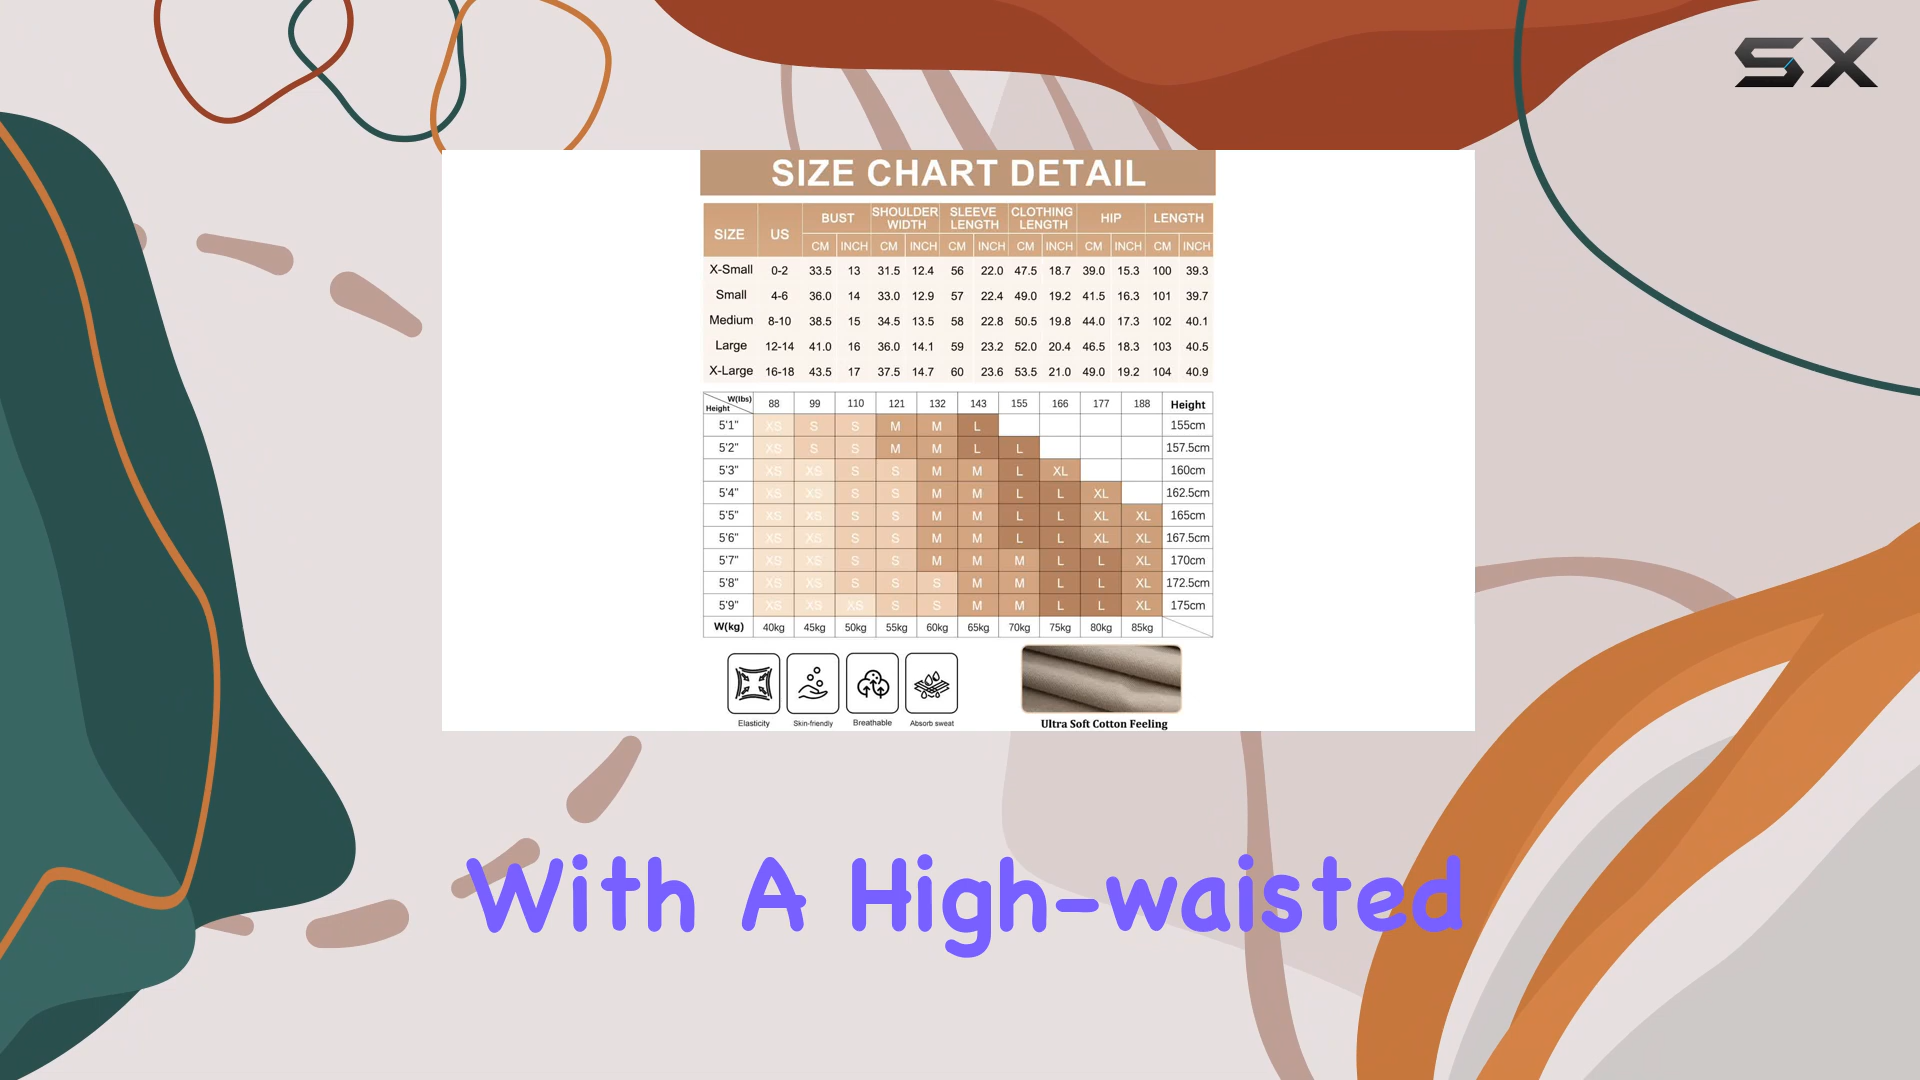 SX
SIZE CHART DETAIL
SIZE US BUST SHOULDER WIDTH SLEEVE LENGTH CLOTHING LENGTH HIP LENGTH
CM INCH CM INCH CM INCH CM INCH CM INCH CM INCH
X-Small 0-2 33.5 13 31.5 12.4 56 22.0 47.5 18.7 39.0 15.3 100 39.3
Small 4-6 36.0 14 33.0 12.9 57 22.4 49.0 19.2 41.5 16.3 101 39.7
Medium 8-10 38.5 15 34.5 13.5 58 22.8 50.5 19.8 44.0 17.3 102 40.1
Large 12-14 41.0 16 36.0 14.1 59 23.2 52.0 20.4 46.5 18.3 103 40.5
X-Large 16-18 43.5 17 37.5 14.7 60 23.6 53.5 21.0 49.0 19.2 104 40.9
W(lbs) Height 88 99 110 121 132 143 155 166 177 188 Height
5'1" XS S S M M L 155cm
5'2" XS S S M M L L 157.5cm
5'3" XS XS S S M M L XL 160cm
5'4" XS XS S S M M L L XL 162.5cm
5'5" XS XS S S M M L L XL XL 165cm
5'6" XS XS S S M M L L XL XL 167.5cm
5'7" XS XS S S M M M L L XL 170cm
5'8" XS XS S S S M M L L XL 172.5cm
5'9" XS XS XS S S M M L L XL 175cm
W(kg) 40kg 45kg 50kg 55kg 60kg 65kg 70kg 75kg 80kg 85kg
Elasticity Skin-friendly Breathable Absorb sweat Ultra Soft Cotton Feeling
With A High-waisted